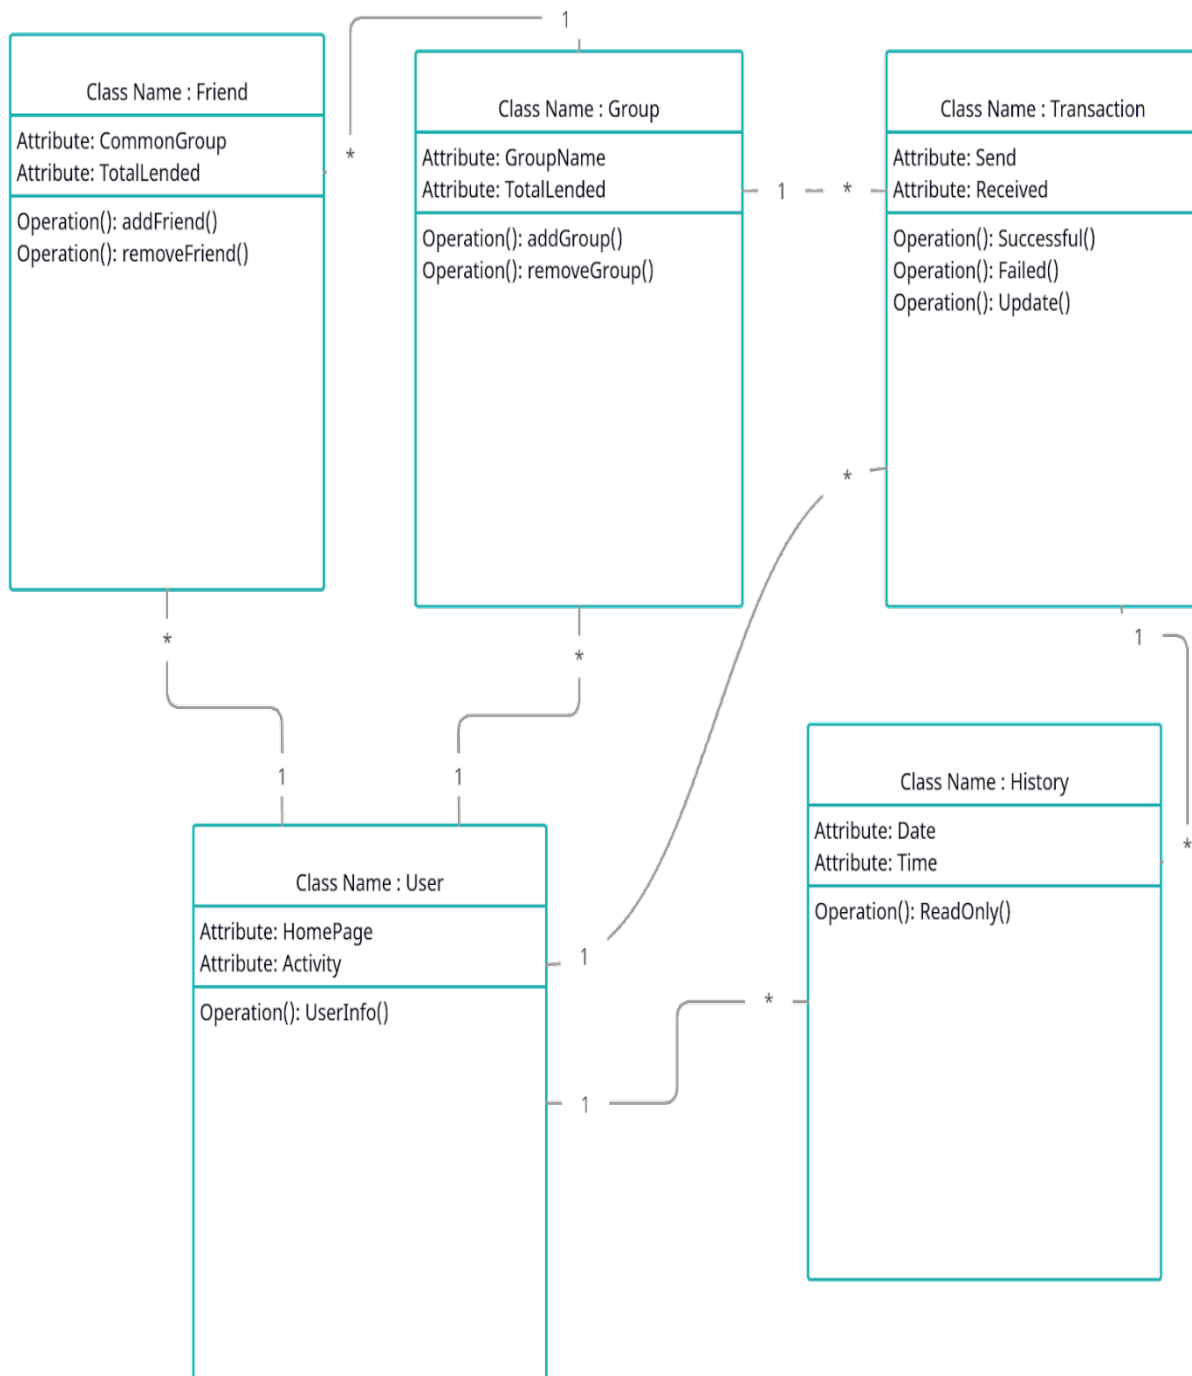 1
Class Name : Friend
Attribute: CommonGroup
Attribute: TotalLended
Operation(): addFriend()
Operation(): removeFriend()
*
Class Name : Group
Attribute: GroupName
Attribute: TotalLended
Operation(): addGroup()
Operation(): removeGroup()
1
*
Class Name : Transaction
Attribute: Send
Attribute: Received
Operation(): Successful()
Operation(): Failed()
Operation(): Update()
*
*
*
1
1
1
Class Name : User
Attribute: HomePage
Attribute: Activity
Operation(): UserInfo()
1
*
1
Class Name : History
Attribute: Date
Attribute: Time
Operation(): ReadOnly()
*